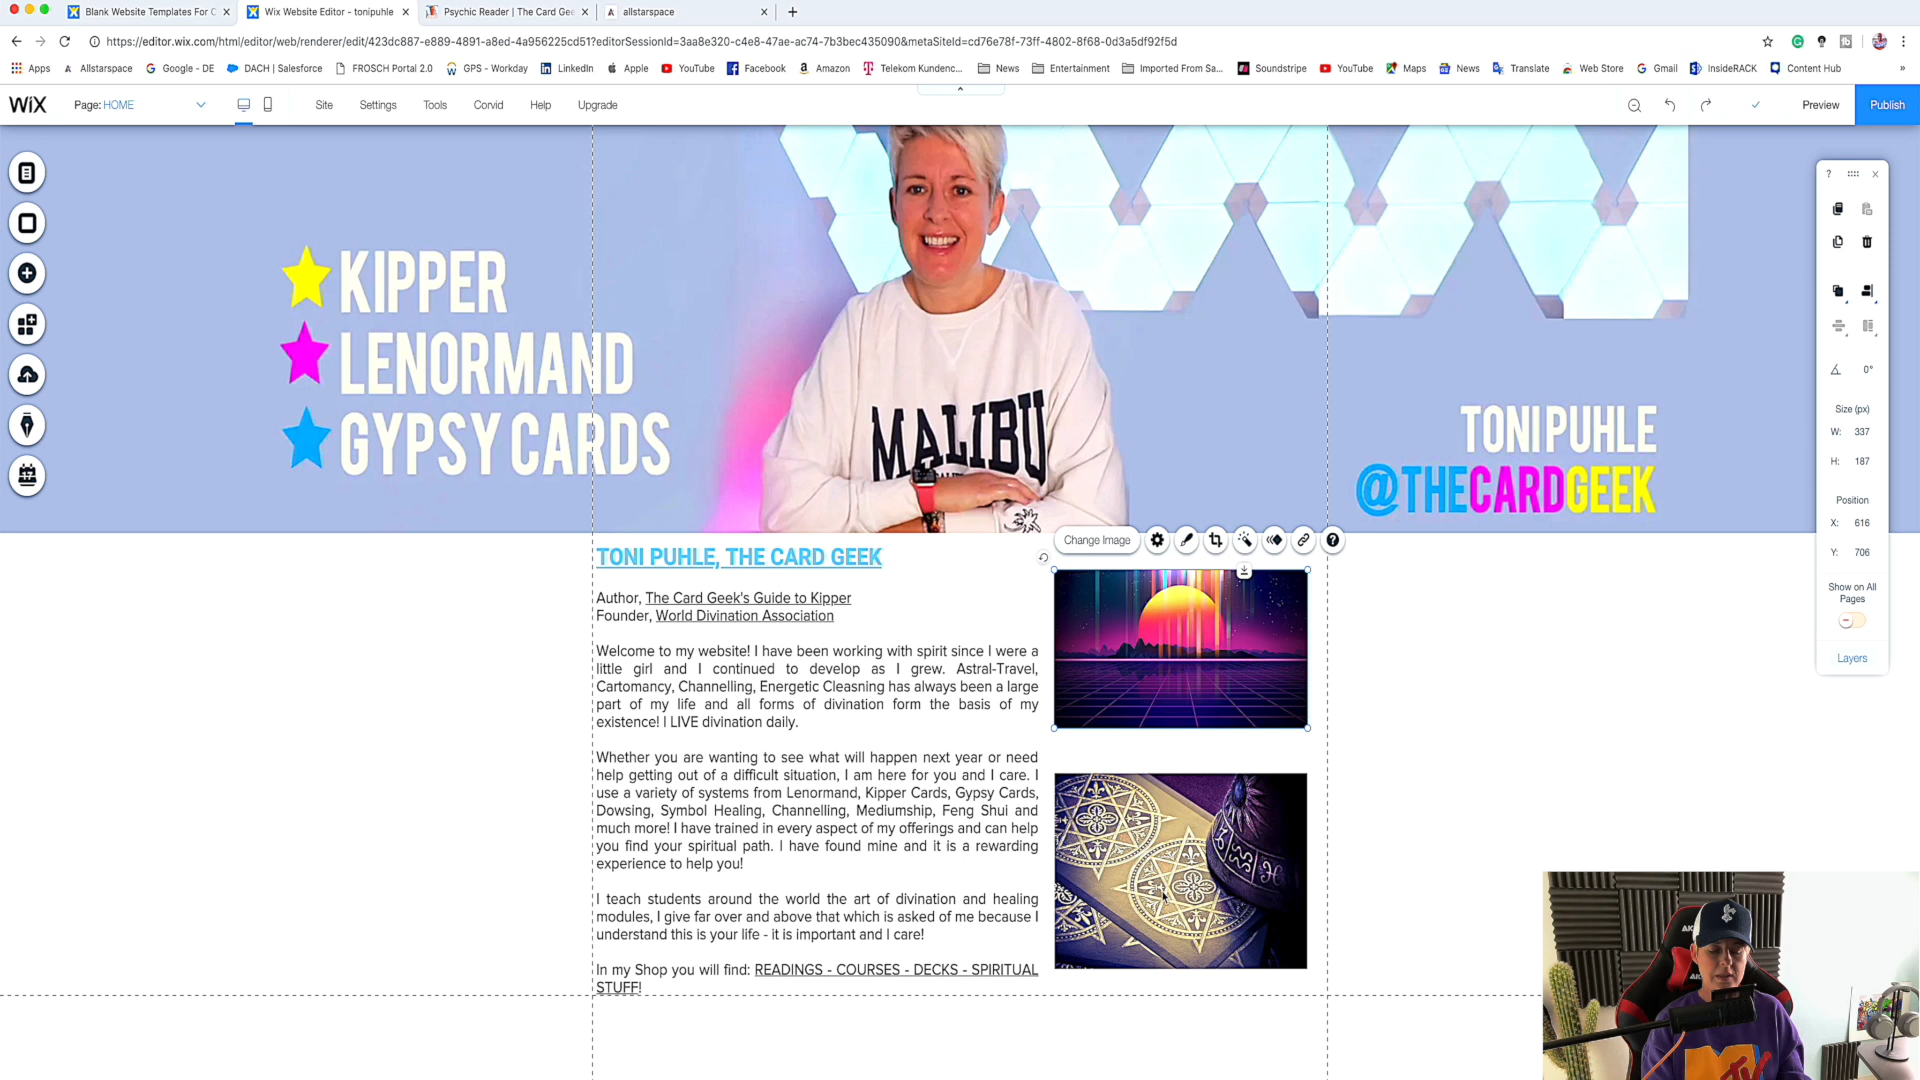 Blank Website Templates For C
Wix Website Editor - tonipuhle
Psychic Reader | The Card Gee
allstarspace
https://editor.wix.com/html/editor/web/renderer/edit/423dc887-e889-4891-a8ed-4a956225cd51?editorSessionId=3aa8e320-c4e8-47ae-ac74-7b3bec435090&metaSiteId=cd76e78f-73ff-4802-8f68-0d3a5df92f5d
Apps Allstarspace Google - DE DACH | Salesforce FROSCH Portal 2.0 GPS - Workday LinkedIn Apple YouTube Facebook Amazon Telekom Kundenc... News Entertainment Imported From Sa... Soundstripe YouTube Maps News Translate Web Store Gmail InsideRACK Content Hub »
WiX Page: HOME Site Settings Tools Corvid Help Upgrade Preview Publish
KIPPER
LENORMAND
GYPSY CARDS
MALIBU
TONI PUHLE
@THECARDGEEK
?
0°
Size (px)
W: 337
H: 187
Position
X: 616
Y: 706
Show on All
Pages
Layers
Change Image
?
TONI PUHLE, THE CARD GEEK
Author, The Card Geek's Guide to Kipper
Founder, World Divination Association
Welcome to my website! I have been working with spirit since I were a
little girl and I continued to develop as I grew. Astral-Travel,
Cartomancy, Channelling, Energetic Cleasning has always been a large
part of my life and all forms of divination form the basis of my
existence! I LIVE divination daily.
Whether you are wanting to see what will happen next year or need
help getting out of a difficult situation, I am here for you and I care. I
use a variety of systems from Lenormand, Kipper Cards, Gypsy Cards,
Dowsing, Symbol Healing, Channelling, Mediumship, Feng Shui and
much more! I have trained in every aspect of my offerings and can help
you find your spiritual path. I have found mine and it is a rewarding
experience to help you!
I teach students around the world the art of divination and healing
modules, I give far over and above that which is asked of me because I
understand this is your life - it is important and I care!
In my Shop you will find: READINGS - COURSES - DECKS - SPIRITUAL
STUFF!